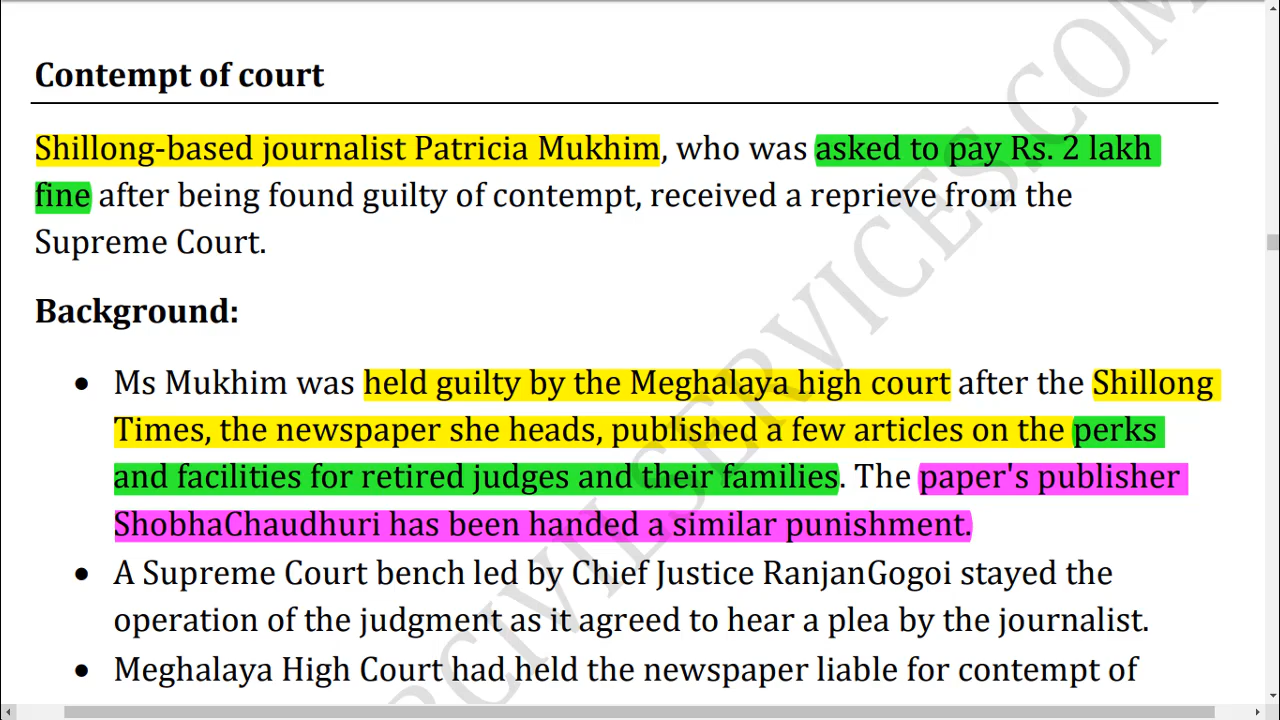 Contempt of court
Shillong-based journalist Patricia Mukhim, who was asked to pay Rs. 2 lakh
fine after being found guilty of contempt, received a reprieve from the
Supreme Court.
Background:
• Ms Mukhim was held guilty by the Meghalaya high court after the Shillong
Times, the newspaper she heads, published a few articles on the perks
and facilities for retired judges and their families. The paper's publisher
ShobhaChaudhuri has been handed a similar punishment.
• A Supreme Court bench led by Chief Justice RanjanGogoi stayed the
operation of the judgment as it agreed to hear a plea by the journalist.
• Meghalaya High Court had held the newspaper liable for contempt of
RCIVILSERVICES.COM